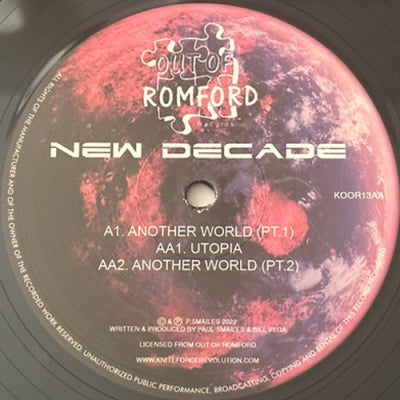 OUT OF
ROMFORD
Records
NEW DECADE
KOOR13AA
A1. ANOTHER WORLD (PT.1)
AA1. UTOPIA
AA2. ANOTHER WORLD (PT.2)
© & ℗ P.SMAILES 2022
WRITTEN & PRODUCED BY PAUL SMAILES & BILL VEGA
LICENSED FROM OUT OF ROMFORD
WWW.KNITEFORCEREVOLUTION.COM
ALL RIGHTS OF THE MANUFACTURER AND OF THE OWNER OF THE RECORDED WORK RESERVED. UNAUTHORIZED PUBLIC PERFORMANCE, BROADCASTING, COPYING AND RENTAL OF THIS RECORD PROHIBITED